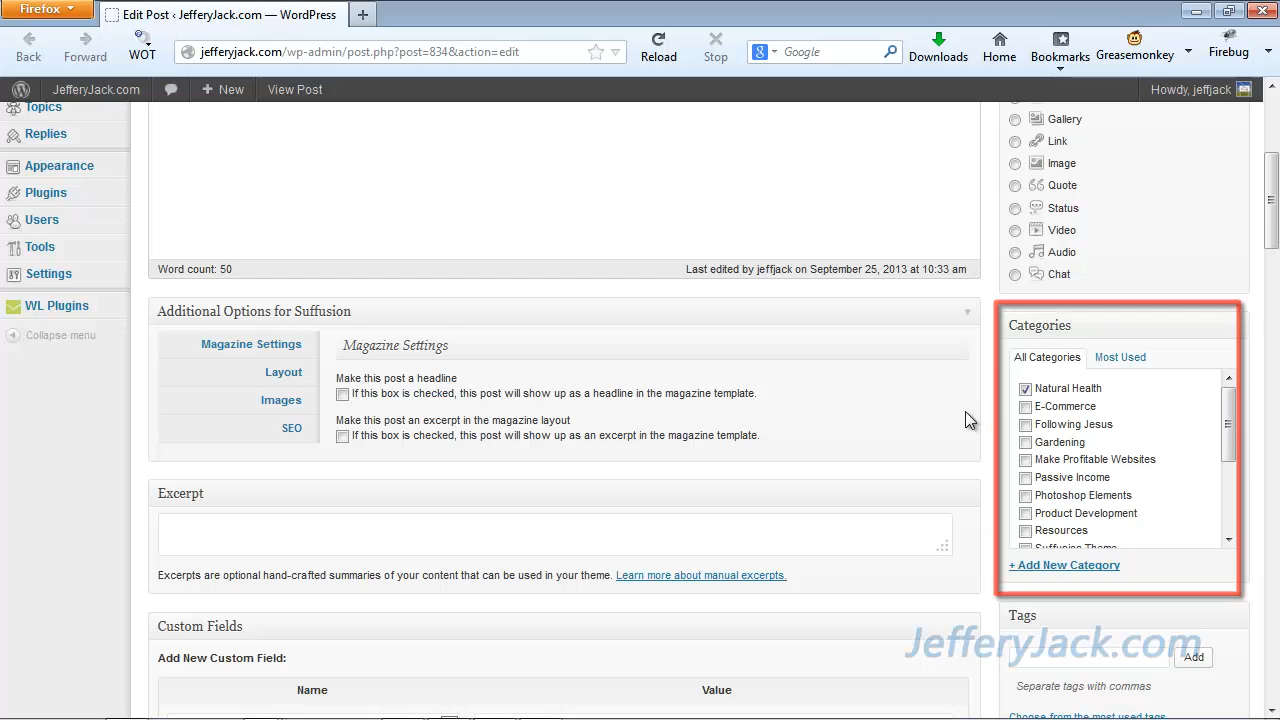 Firefox
Edit Post ‹ JefferyJack.com — WordPress
Back
Forward
WOT
jefferyjack.com/wp-admin/post.php?post=834&action=edit
Reload
Stop
Google
Downloads
Home
Bookmarks
Greasemonkey
Firebug
JefferyJack.com
+ New
View Post
Howdy, jeffjack
Topics
Replies
Appearance
Plugins
Users
Tools
Settings
WL Plugins
Collapse menu
Word count: 50
Last edited by jeffjack on September 25, 2013 at 10:33 am
Additional Options for Suffusion
Magazine Settings
Layout
Images
SEO
Magazine Settings
Make this post a headline
If this box is checked, this post will show up as a headline in the magazine template.
Make this post an excerpt in the magazine layout
If this box is checked, this post will show up as an excerpt in the magazine template.
Excerpt
Excerpts are optional hand-crafted summaries of your content that can be used in your theme. Learn more about manual excerpts.
Custom Fields
Add New Custom Field:
Name
Value
Gallery
Link
Image
Quote
Status
Video
Audio
Chat
Categories
All Categories
Most Used
Natural Health
E-Commerce
Following Jesus
Gardening
Make Profitable Websites
Passive Income
Photoshop Elements
Product Development
Resources
Suffusion Theme
+ Add New Category
Tags
JefferyJack.com
Add
Separate tags with commas
Choose from the most used tags